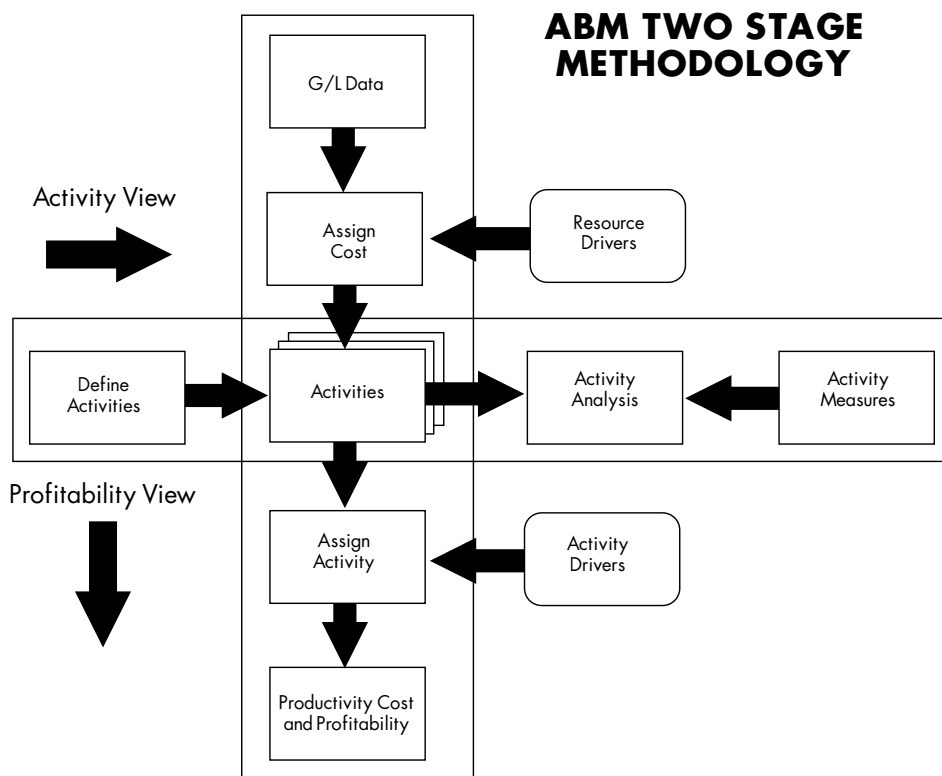 ABM TWO STAGE
METHODOLOGY
G/L Data
Activity View
Assign
Cost
Resource
Drivers
Define
Activities
Activities
Activity
Analysis
Activity
Measures
Profitability View
Assign
Activity
Activity
Drivers
Productivity Cost
and Profitability